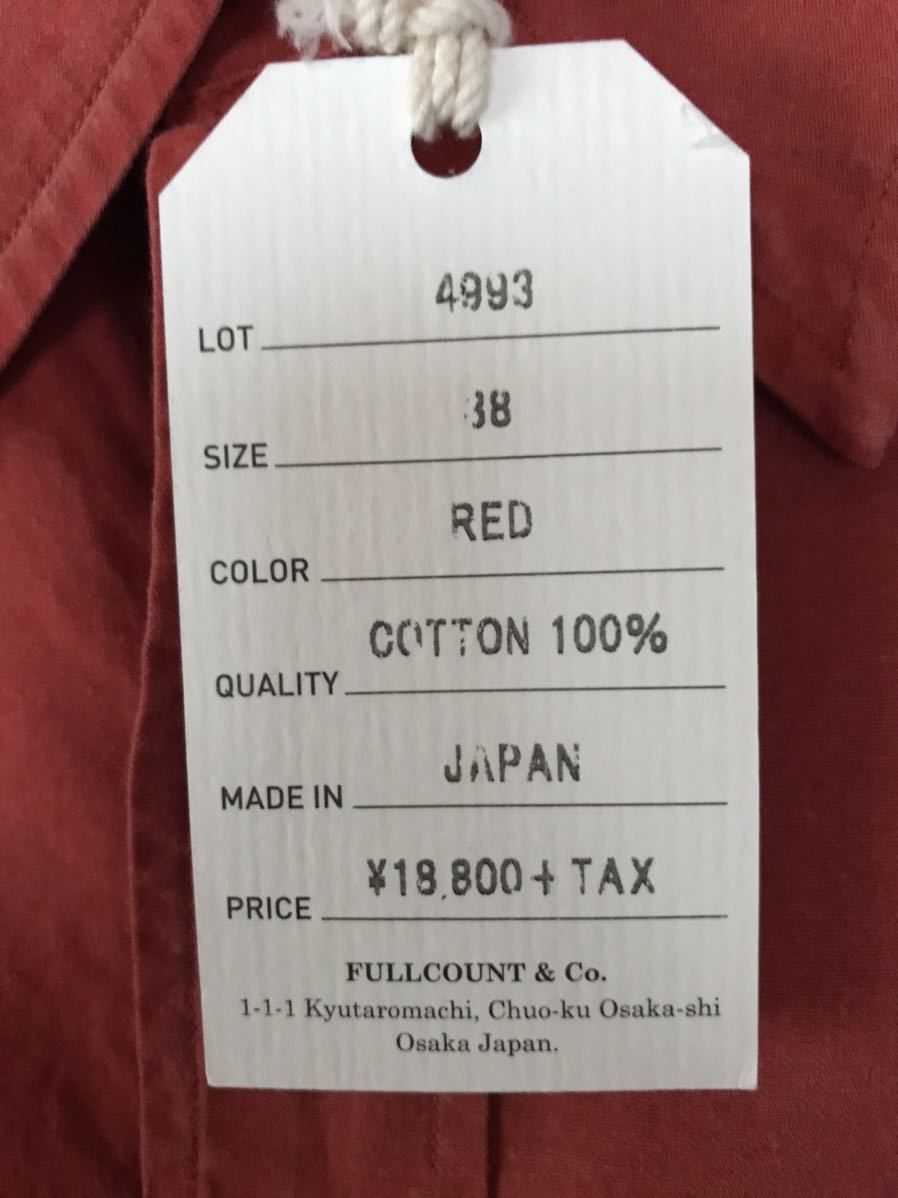 4993
LOT
38
SIZE
RED
COLOR
COTTON 100%
QUALITY
JAPAN
MADE IN
¥18,800+ TAX
PRICE
FULLCOUNT & Co.
1-1-1 Kyutaromachi, Chuo-ku Osaka-shi
Osaka Japan.